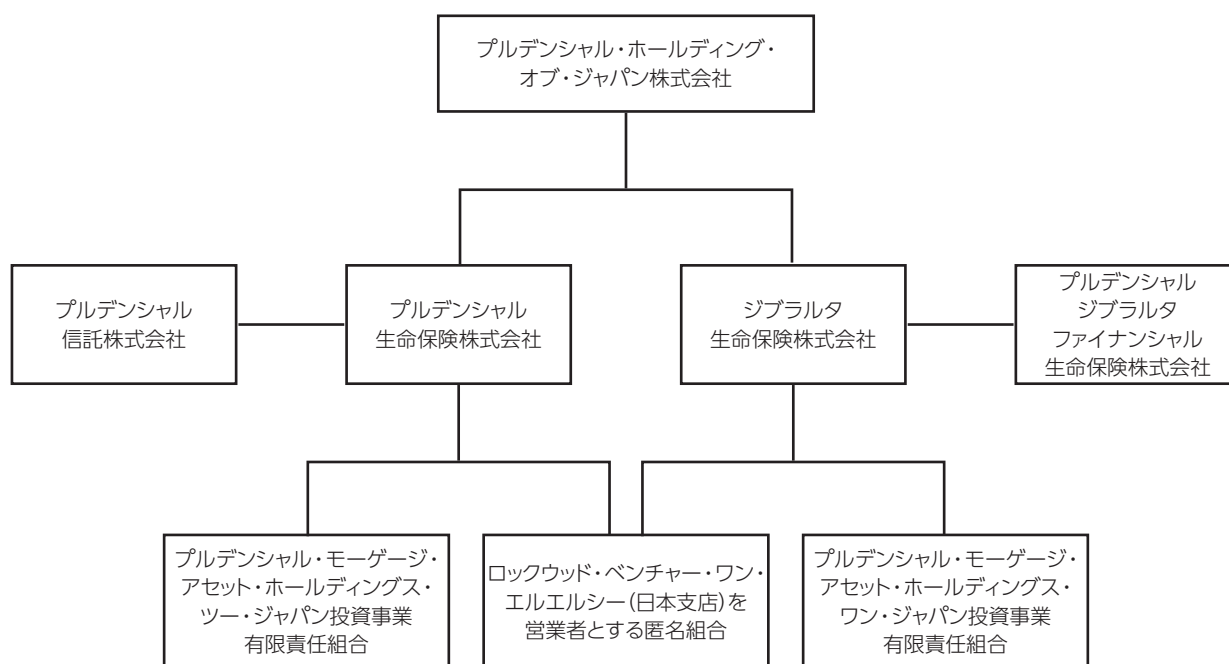 プルデンシャル・ホールディング・
オブ・ジャパン株式会社
プルデンシャル
信託株式会社
プルデンシャル
生命保険株式会社
ジブラルタ
生命保険株式会社
プルデンシャル
ジブラルタ
ファイナンシャル
生命保険株式会社
プルデンシャル・モーゲージ・
アセット・ホールディングス・
ツー・ジャパン投資事業
有限責任組合
ロックウッド・ベンチャー・ワン・
エルエルシー(日本支店)を
営業者とする匿名組合
プルデンシャル・モーゲージ・
アセット・ホールディングス・
ワン・ジャパン投資事業
有限責任組合